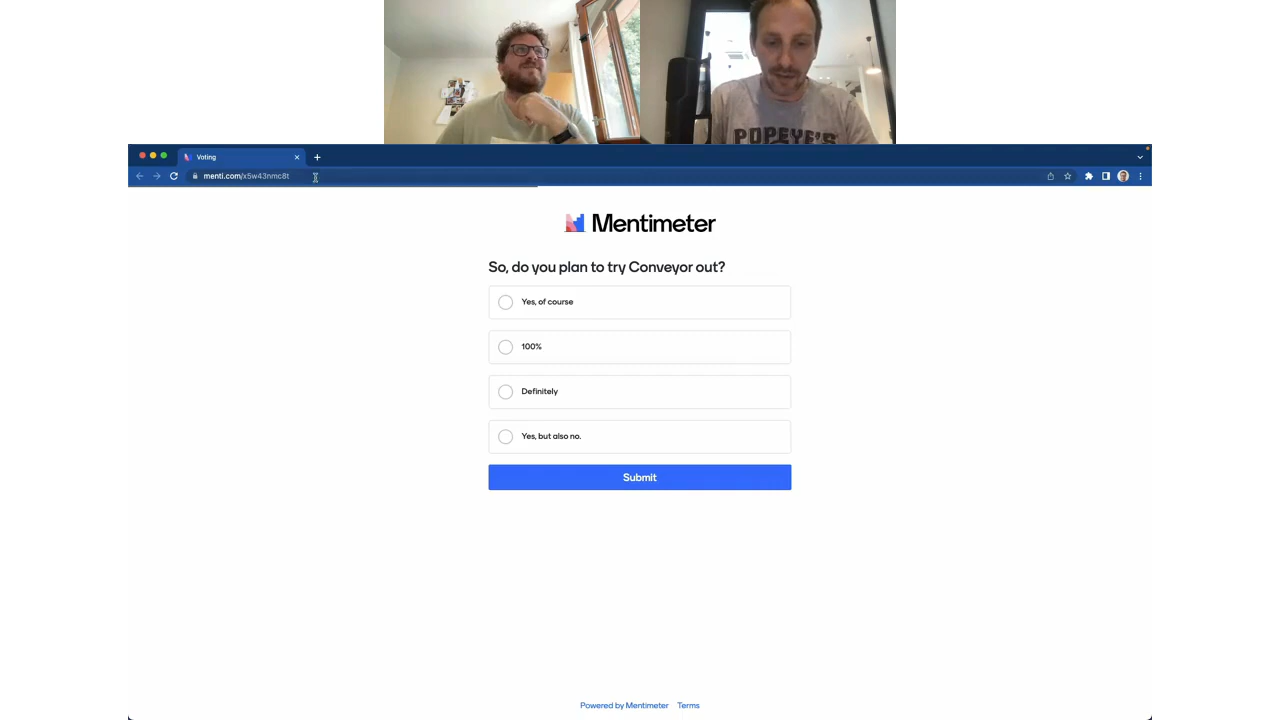 POPEYE'S
Voting
menti.com/x5w43nmc8t
Mentimeter
So, do you plan to try Conveyor out?
Yes, of course
100%
Definitely
Yes, but also no.
Submit
Powered by Mentimeter Terms